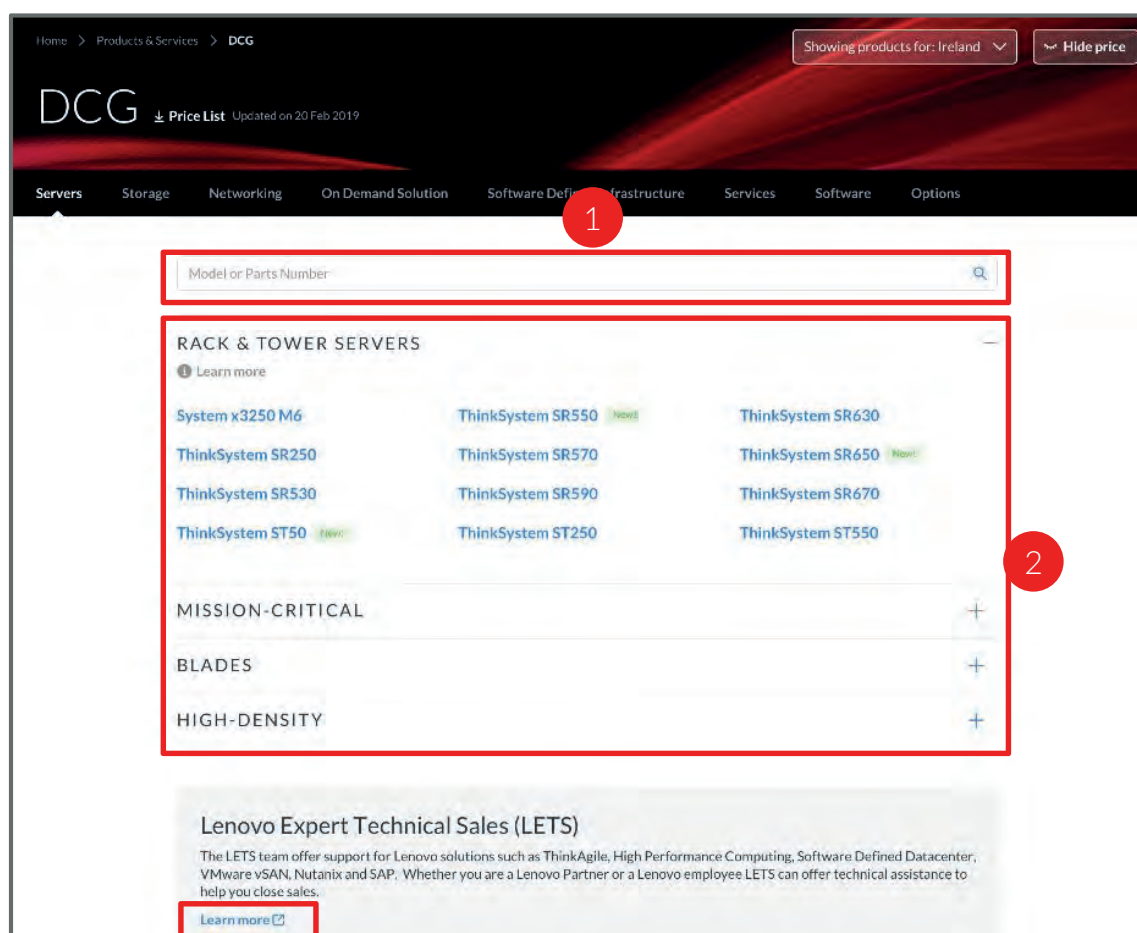 Home > Products & Services > DCG
Showing products for: Ireland
Hide price
DCG Price List Updated on 20 Feb 2019
Servers Storage Networking On Demand Solution Software Defin frastructure Services Software Options
1
Model or Parts Number
RACK & TOWER SERVERS
Learn more
System x3250 M6 ThinkSystem SR550 New! ThinkSystem SR630
ThinkSystem SR250 ThinkSystem SR570 ThinkSystem SR650 New!
ThinkSystem SR530 ThinkSystem SR590 ThinkSystem SR670
ThinkSystem ST50 New! ThinkSystem ST250 ThinkSystem ST550
2
MISSION-CRITICAL
BLADES
HIGH-DENSITY
Lenovo Expert Technical Sales (LETS)
The LETS team offer support for Lenovo solutions such as ThinkAgile, High Performance Computing, Software Defined Datacenter,
VMware vSAN, Nutanix and SAP. Whether you are a Lenovo Partner or a Lenovo employee LETS can offer technical assistance to
help you close sales.
Learn more